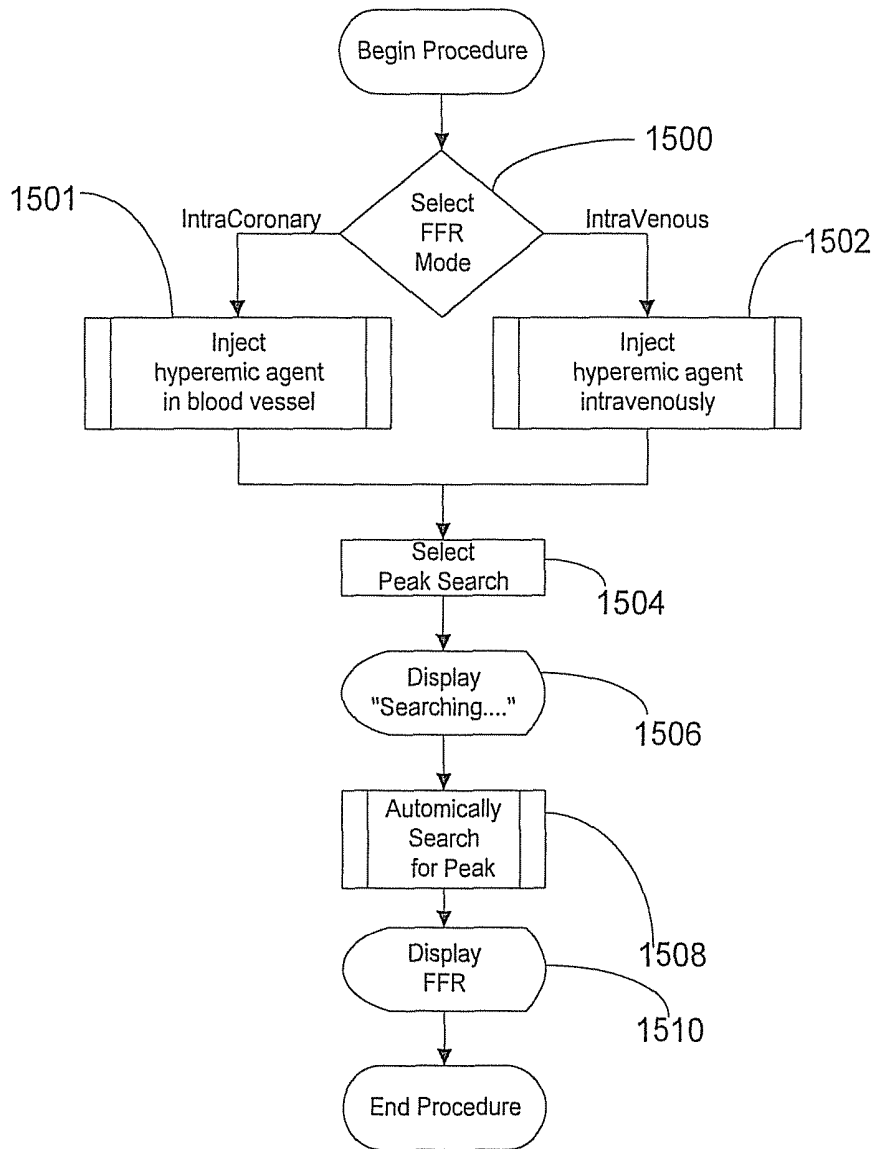 Begin Procedure
1500
Select
FFR
Mode
1501
IntraCoronary
IntraVenous
1502
Inject
hyperemic agent
in blood vessel
Inject
hyperemic agent
intravenously
Select
Peak Search
1504
Display
"Searching...."
1506
Automically
Search
for Peak
1508
Display
FFR
1510
End Procedure